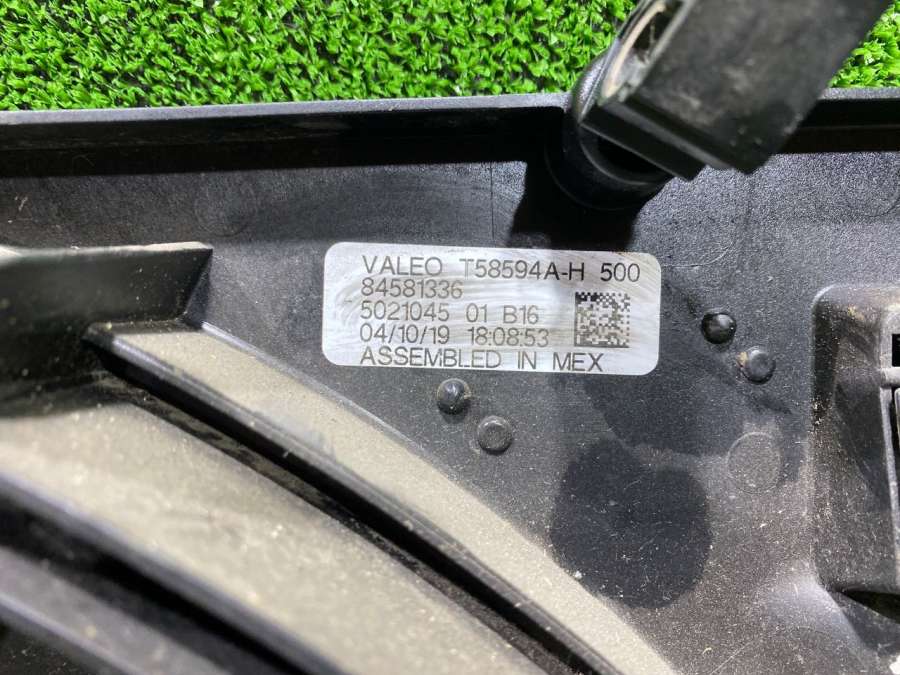 VALEO T58594A-H 500
84581336
5021045 01 B16
04/10/19 18:08:53
ASSEMBLED IN MEX